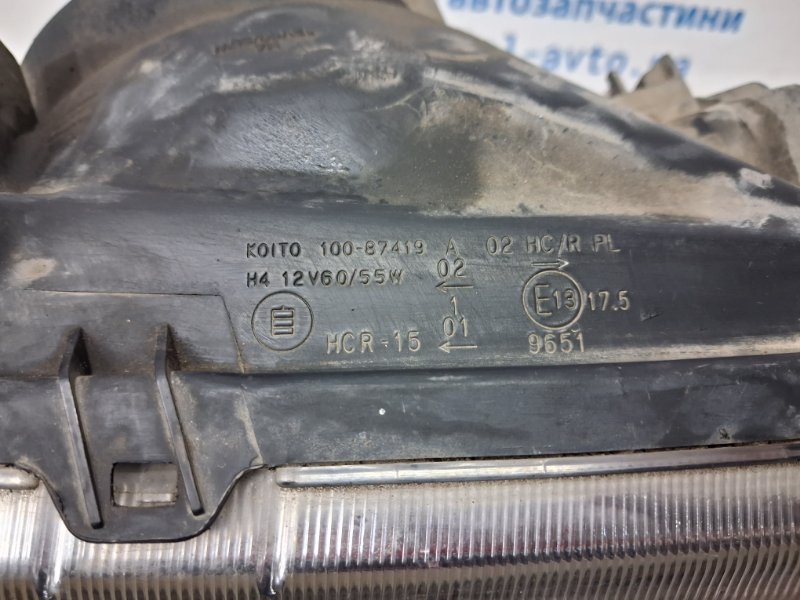 автозапчастини
KOITO 100-87419 A 02 HC/R PL
H4 12V60/55W 02 ←
→
1
E13 17.5
HCR-15 01 ←
9651